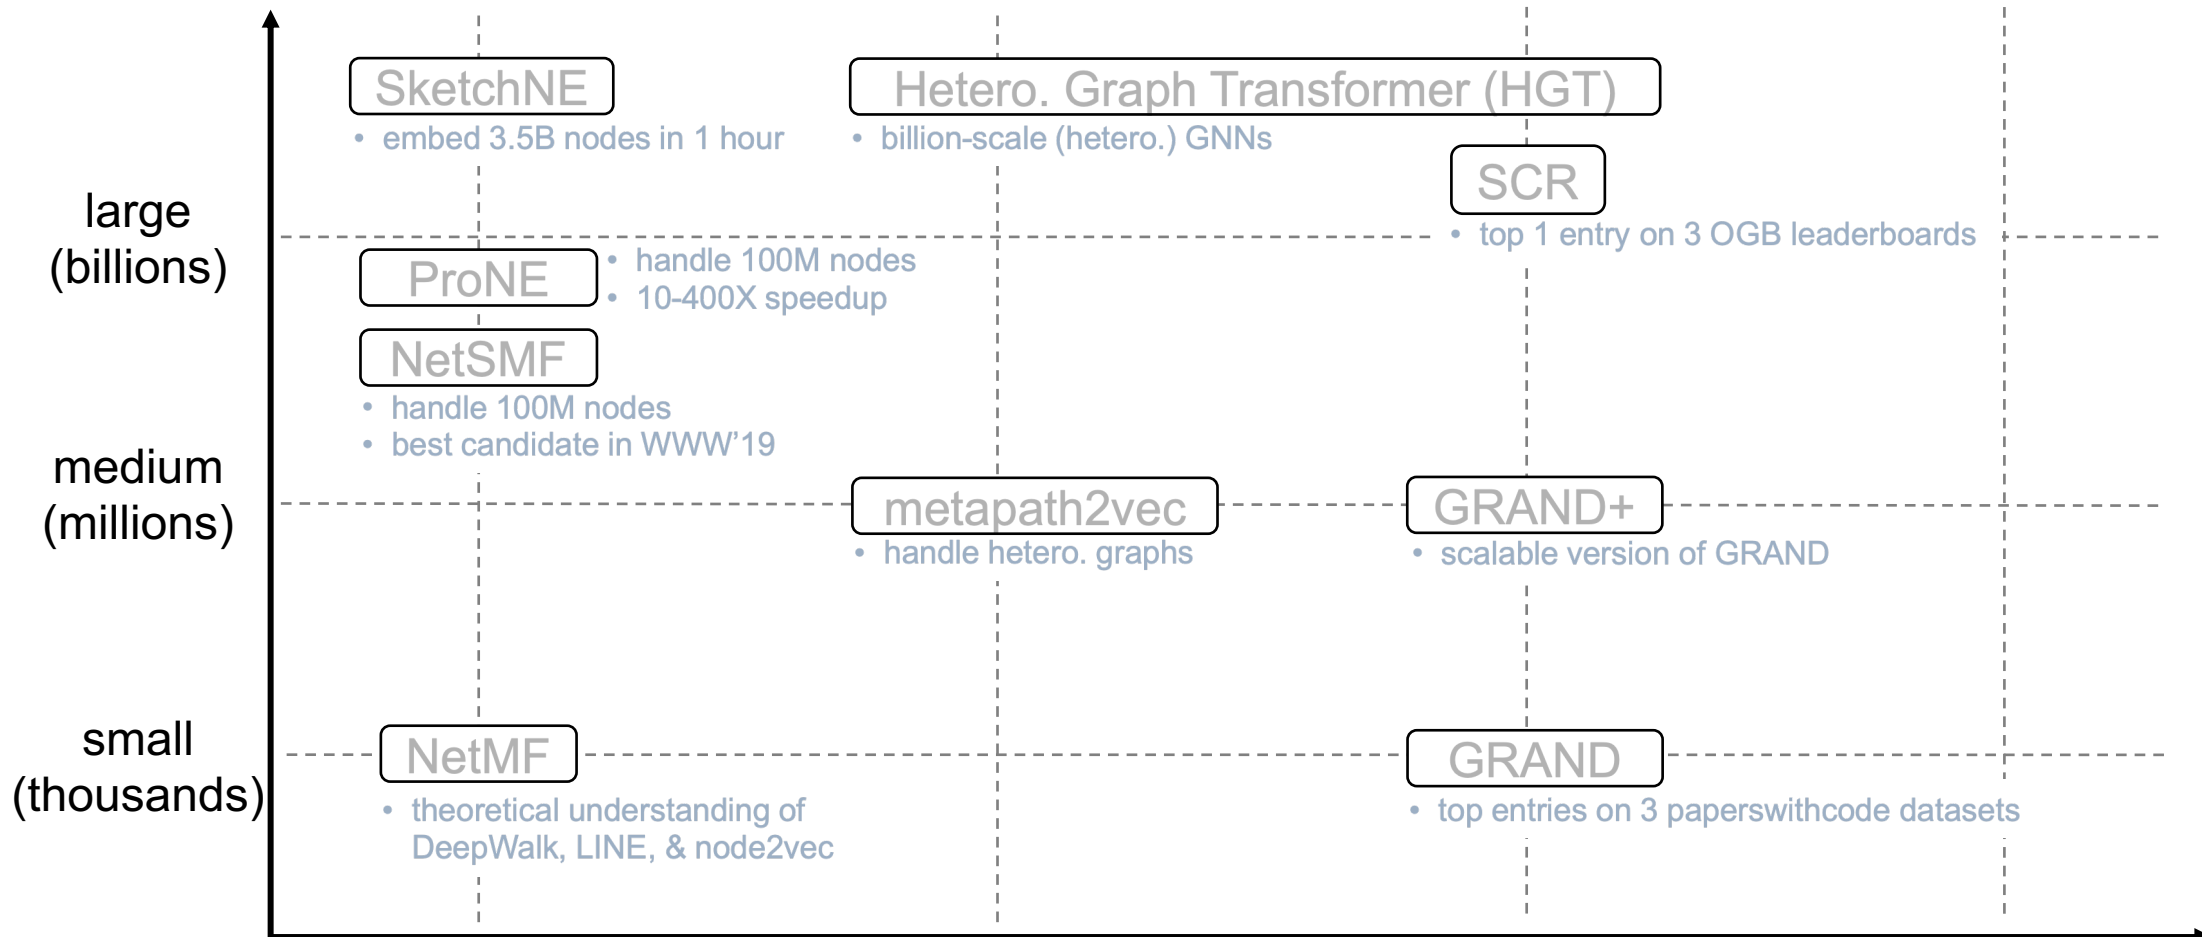 SketchNE
• embed 3.5B nodes in 1 hour
Hetero. Graph Transformer (HGT)
• billion-scale (hetero.) GNNs
SCR
• top 1 entry on 3 OGB leaderboards
large
(billions)
ProNE
• handle 100M nodes
• 10-400X speedup
NetSMF
• handle 100M nodes
• best candidate in WWW’19
medium
(millions)
metapath2vec
• handle hetero. graphs
GRAND+
• scalable version of GRAND
small
(thousands)
NetMF
• theoretical understanding of
DeepWalk, LINE, & node2vec
GRAND
• top entries on 3 paperswithcode datasets